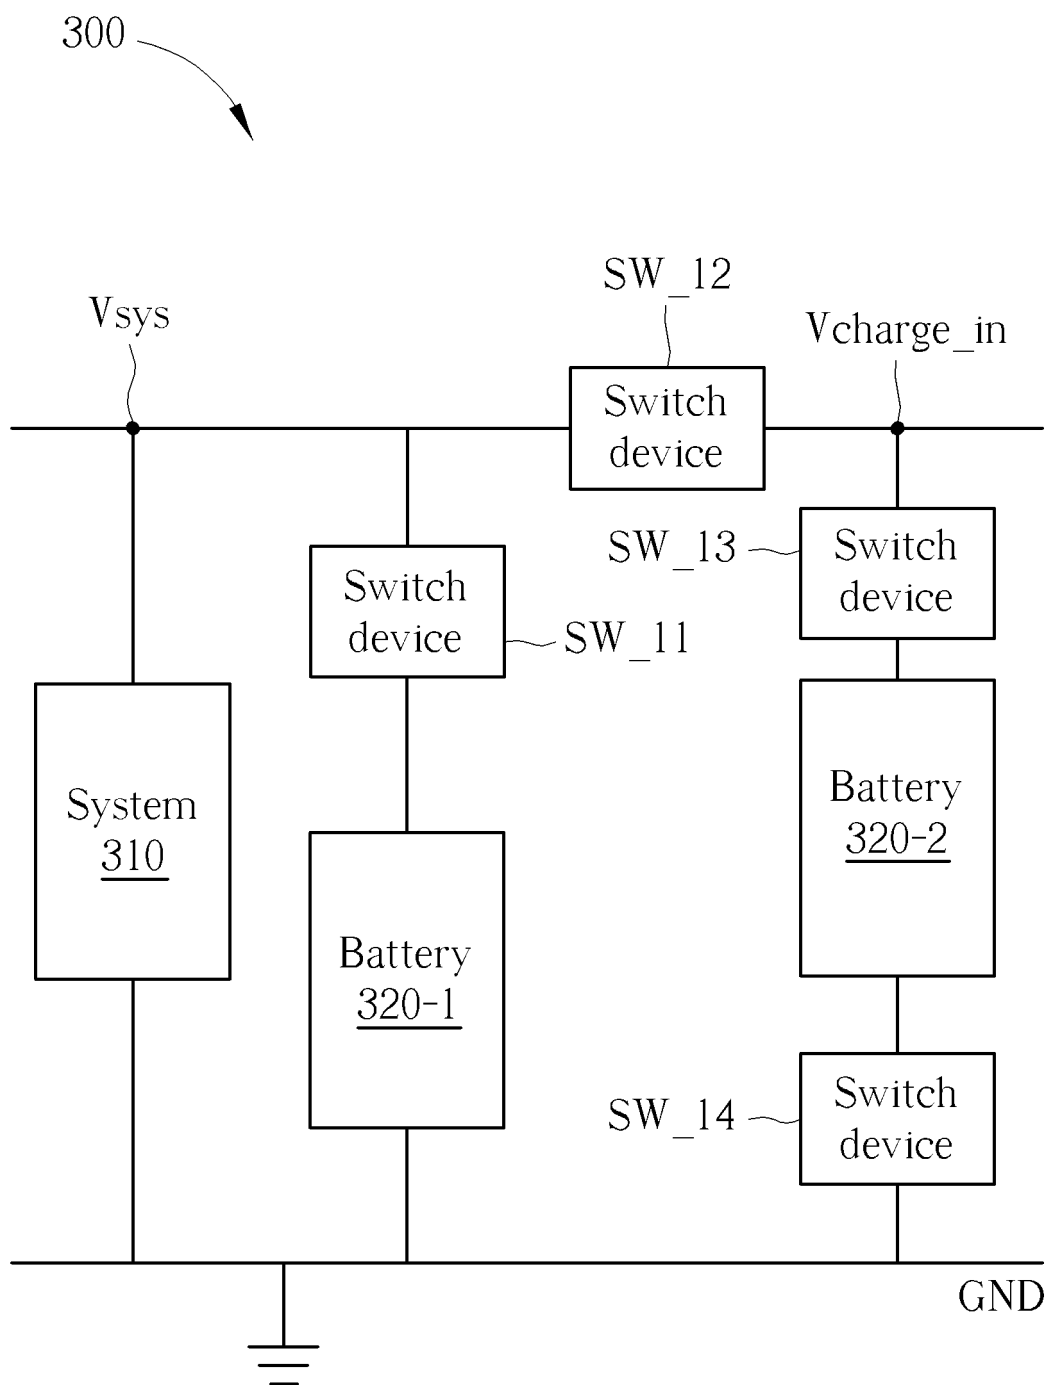 300
SW_12
Vsys
Vcharge_in
Switch
device
Switch
device
SW_13
Switch
device
SW_11
System
310
Battery
320-2
Battery
320-1
Switch
device
SW_14
GND